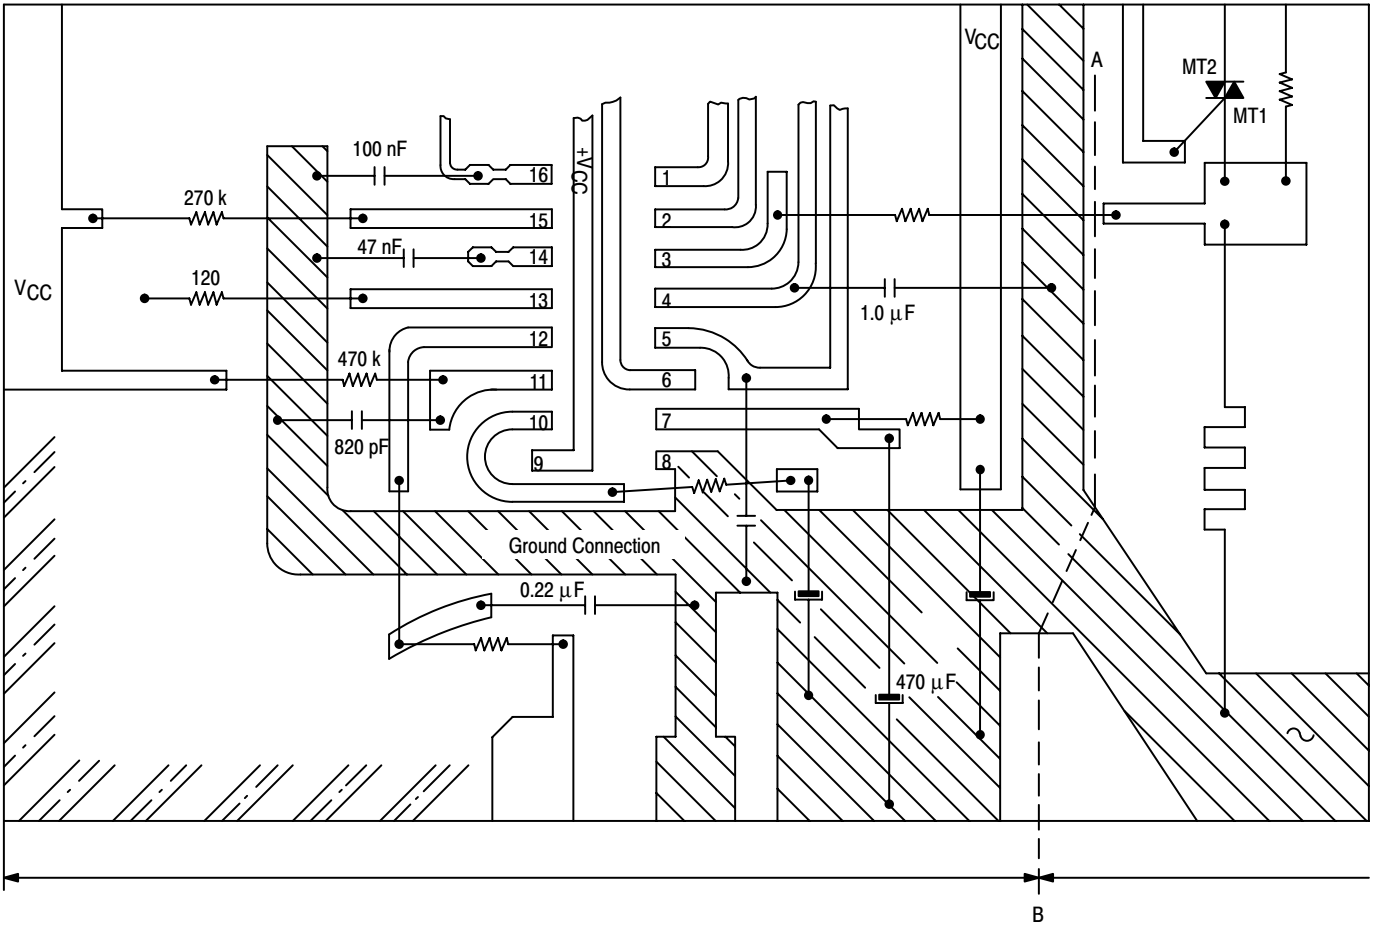 VCC
A
MT2
MT1
100 nF
+VCC
16
1
270 k
15
2
47 nF
14
3
VCC
120
13
4
1.0 µF
12
5
470 k
11
6
10
7
820 pF
9
8
Ground Connection
0.22 µF
470 µF
~
B